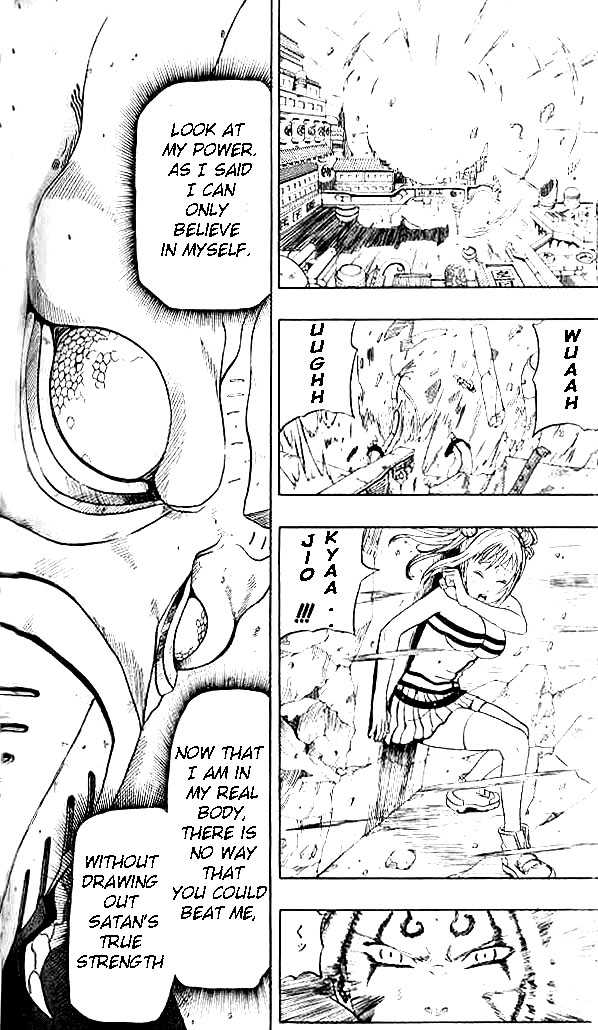 WUAAH
UUGHH
KYAA..
JIO!!!
LOOK AT
MY POWER.
AS I SAID
I CAN
ONLY
BELIEVE
IN MYSELF.
NOW THAT
I AM IN
MY REAL
BODY,
THERE IS
NO WAY
THAT
YOU COULD
BEAT ME,
WITHOUT
DRAWING
OUT
SATAN'S
TRUE
STRENGTH